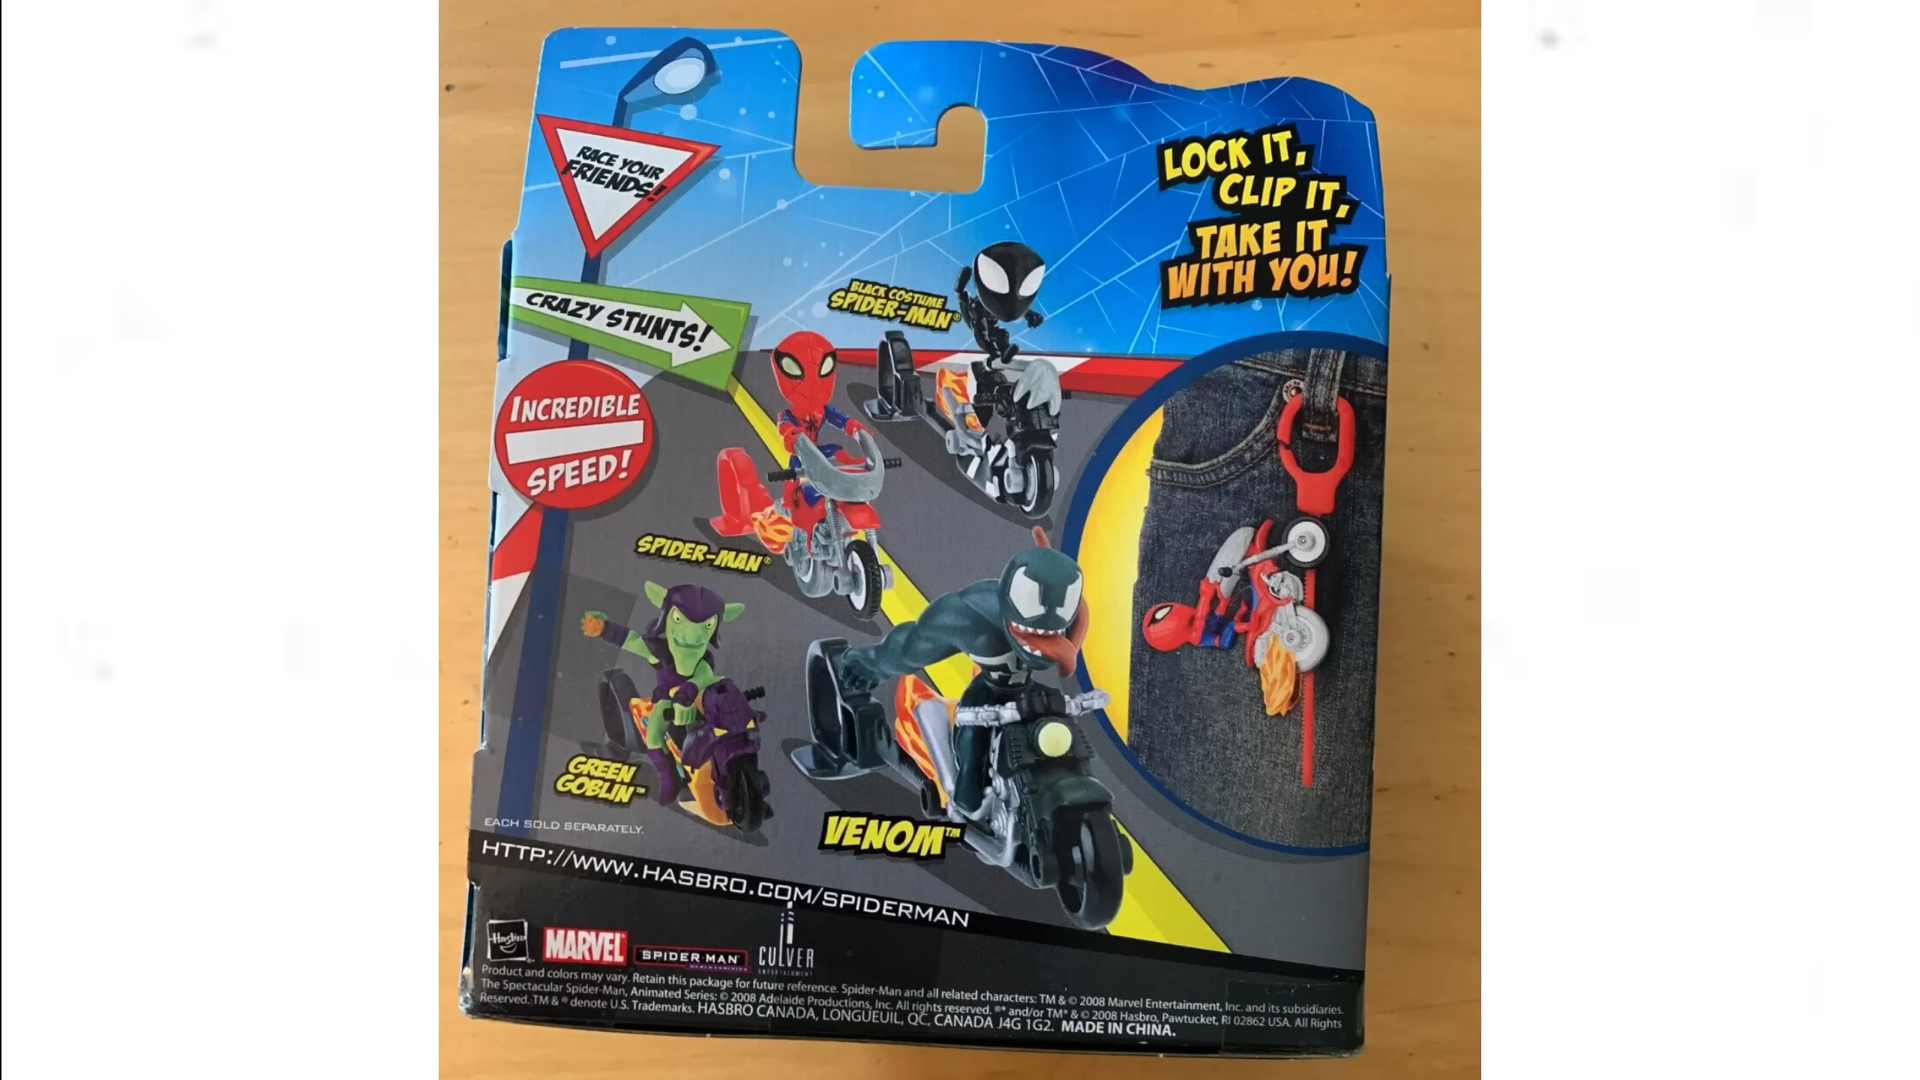 RACE YOUR
FRIENDS!
LOCK IT,
CLIP IT,
TAKE IT
WITH YOU!
CRAZY STUNTS!
BLACK COSTUME
SPIDER-MAN®
INCREDIBLE
SPEED!
SPIDER-MAN®
GREEN
GOBLIN™
VENOM™
EACH SOLD SEPARATELY.
HTTP://WWW.HASBRO.COM/SPIDERMAN
Hasbro
MARVEL
SPIDER-MAN
MERCHANDISING
CULVER
ENTERTAINMENT
Product and colors may vary. Retain this package for future reference. Spider-Man and all related characters: TM & © 2008 Marvel Entertainment, Inc. and its subsidiaries.
The Spectacular Spider-Man, Animated Series: © 2008 Adelaide Productions, Inc. All rights reserved. ®* and/or TM* & © 2008 Hasbro, Pawtucket, RI 02862 USA. All Rights
Reserved. TM & ® denote U.S. Trademarks. HASBRO CANADA, LONGUEUIL, QC, CANADA J4G 1G2. MADE IN CHINA.